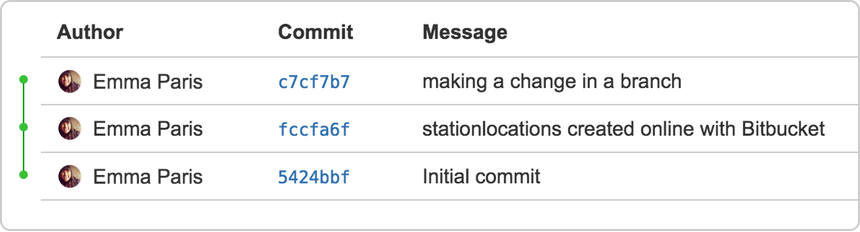 Author Commit Message
Emma Paris c7cf7b7 making a change in a branch
Emma Paris fccfa6f stationlocations created online with Bitbucket
Emma Paris 5424bbf Initial commit